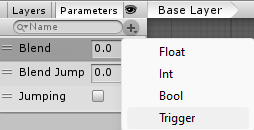 Layers Parameters Base Layer
Name
Blend 0.0
Blend Jump 0.0
Jumping
Float
Int
Bool
Trigger